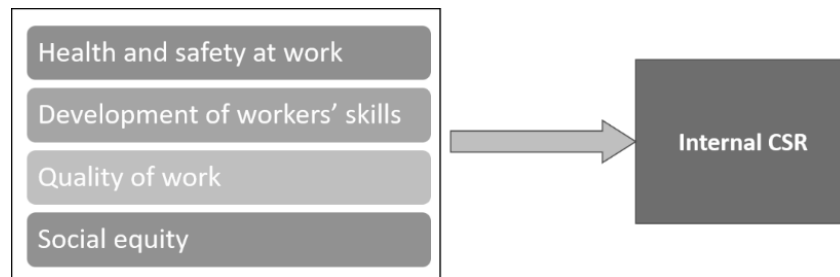 Health and safety at work
Development of workers' skills
Quality of work
Social equity
Internal CSR